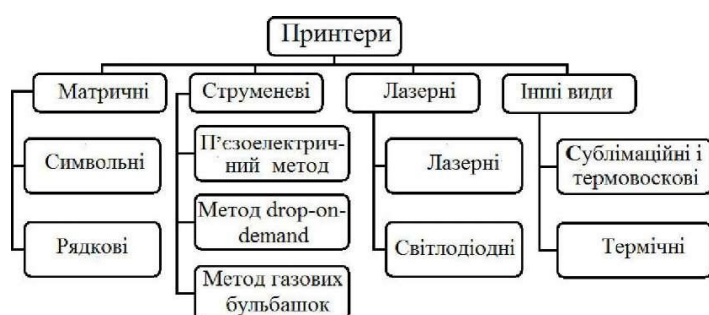 Принтери
Матричні
Струменеві
Лазерні
Інші види
Символьні
Рядкові
П'єзоелектрич-
ний метод
Метод drop-on-
demand
Метод газових
бульбашок
Лазерні
Світлодіодні
Сублімаційні і
термовоскові
Термічні